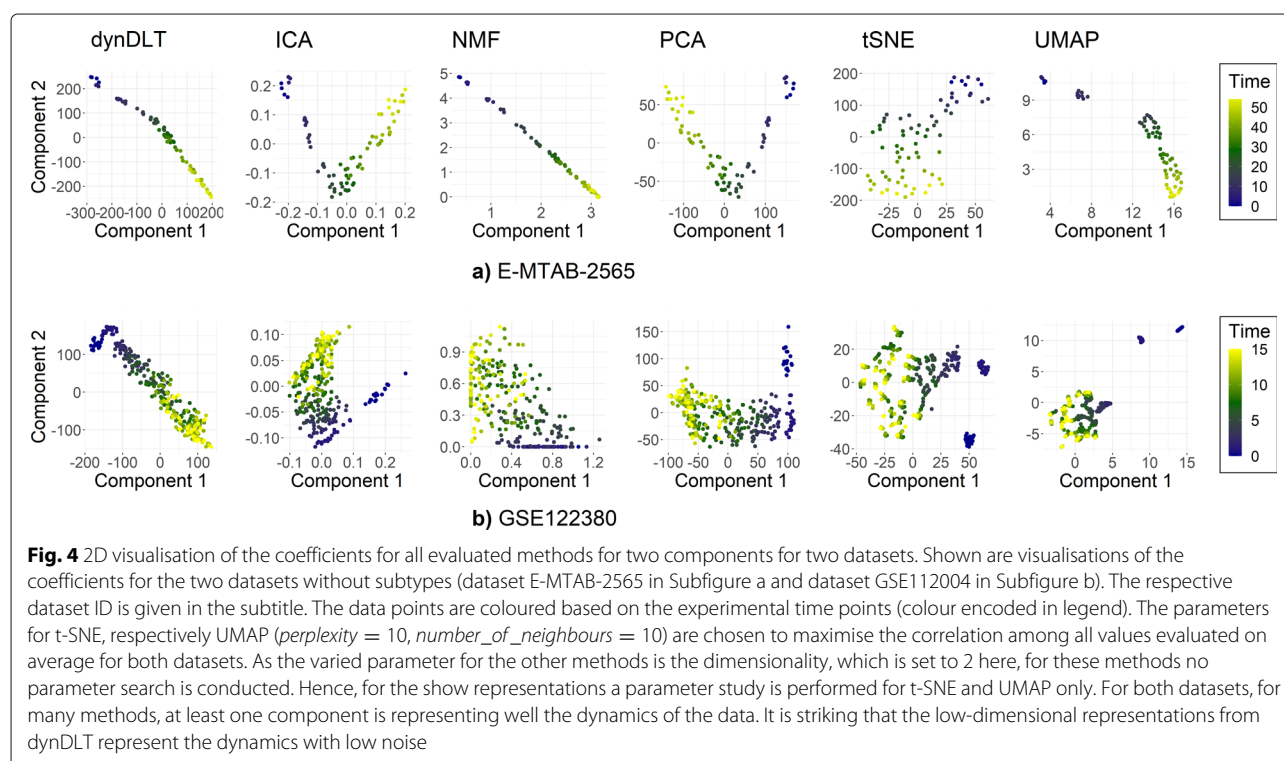 dynDLT ICA NMF PCA tSNE UMAP
Component 2
200
100
0
-100
-200
-300 -200 -100 0 100 200
Component 1
0.2
0.1
0.0
-0.1
-0.2
-0.2 -0.1 0.0 0.1 0.2
Component 1
5
4
3
2
1
0
1 2 3
Component 1
50
0
-50
-100 0 100
Component 1
200
100
0
-100
-200
-25 0 25 50
Component 1
9
6
3
4 8 12 16
Component 1
Time
50
40
30
20
10
0
a) E-MTAB-2565
Component 2
100
0
-100
-200 -100 0 100
Component 1
0.10
0.05
0.00
-0.05
-0.10
-0.1 0.0 0.1 0.2
Component 1
0.9
0.6
0.3
0.0
0.0 0.4 0.8 1.2
Component 1
150
100
50
0
-50
-100 -50 0 50 100
Component 1
20
0
-20
-40
-50 -25 0 25 50
Component 1
10
5
0
-5
0 5 10 15
Component 1
Time
15
10
5
0
b) GSE122380
Fig. 4 2D visualisation of the coefficients for all evaluated methods for two components for two datasets. Shown are visualisations of the
coefficients for the two datasets without subtypes (dataset E-MTAB-2565 in Subfigure a and dataset GSE112004 in Subfigure b). The respective
dataset ID is given in the subtitle. The data points are coloured based on the experimental time points (colour encoded in legend). The parameters
for t-SNE, respectively UMAP (perplexity = 10, number_of_neighbours = 10) are chosen to maximise the correlation among all values evaluated on
average for both datasets. As the varied parameter for the other methods is the dimensionality, which is set to 2 here, for these methods no
parameter search is conducted. Hence, for the show representations a parameter study is performed for t-SNE and UMAP only. For both datasets, for
many methods, at least one component is representing well the dynamics of the data. It is striking that the low-dimensional representations from
dynDLT represent the dynamics with low noise